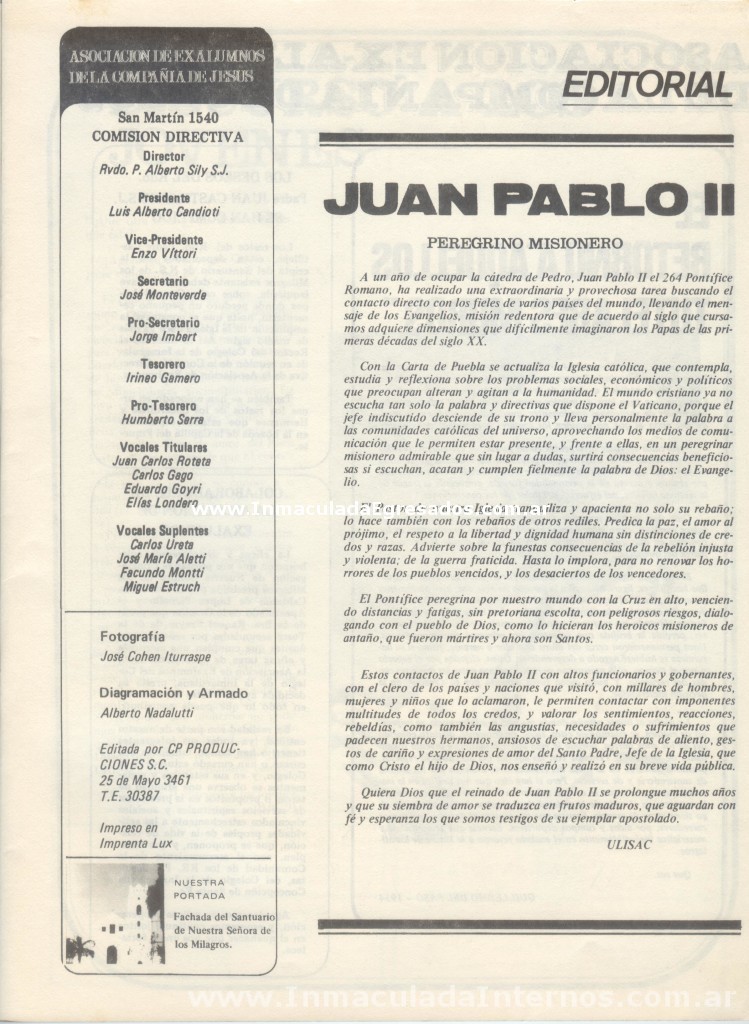 ASOCIACION DE EXALUMNOS
DE LA COMPAÑIA DE JESUS
San Martín 1540
COMISION DIRECTIVA
Director
Rvdo. P. Alberto Sily S.J.
Presidente
Luis Alberto Candioti
Vice-Presidente
Enzo Víttori
Secretario
José Monteverde
Pro-Secretario
Jorge Imbert
Tesorero
Irineo Gamero
Pro-Tesorero
Humberto Serra
Vocales Titulares
Juan Carlos Rotata
Carlos Gago
Eduardo Goyri
Elías Londero
Vocales Suplentes
Carlos Ureta
José María Aletti
Facundo Montti
Miguel Estruch
Fotografía
José Cohen Iturraspe
Diagramación y Armado
Alberto Nadalutti
Editada por CP PRODUC-
CIONES S.C.
25 de Mayo 3461
T.E. 30387
Impreso en
Imprenta Lux
NUESTRA
PORTADA
Fachada del Santuario
de Nuestra Señora de
los Milagros.
EDITORIAL
JUAN PABLO II
PEREGRINO MISIONERO
A un año de ocupar la cátedra de Pedro, Juan Pablo II el 264 Pontífice
Romano, ha realizado una extraordinaria y provechosa tarea buscando el
contacto directo con los fieles de varios países del mundo, llevando el men-
saje de los Evangelios, misión redentora que de acuerdo al siglo que cursa-
mos adquiere dimensiones que difícilmente imaginaron los Papas de las pri-
meras décadas del siglo XX.
Con la Carta de Puebla se actualiza la Iglesia católica, que contempla,
estudia y reflexiona sobre los problemas sociales, económicos y políticos
que preocupan alteran y agitan a la humanidad. El mundo cristiano ya no
escucha tan solo la palabra y directivas que dispone el Vaticano, porque el
jefe indiscutido desciende de su trono y lleva personalmente la palabra a
las comunidades católicas del universo, aprovechando los medios de comu-
nicación que le permiten estar presente, y frente a ellas, en un peregrinar
misionero admirable que sin lugar a dudas, surtirá consecuencias beneficio-
sas si escuchan, acatan y cumplen fielmente la palabra de Dios: el Evange-
lio.
El Pastor de nuestra Iglesia, evangeliza y apacienta no solo su rebaño;
lo hace también con los rebaños de otros rediles. Predica la paz, el amor al
prójimo, el respeto a la libertad y dignidad humana sin distinciones de cre-
dos y razas. Advierte sobre la funestas consecuencias de la rebelión injusta
y violenta; de la guerra fraticida. Hasta lo implora, para no renovar los ho-
rrores de los pueblos vencidos, y los desaciertos de los vencedores.
El Pontífice peregrina por nuestro mundo con la Cruz en alto, vencien-
do distancias y fatigas, sin pretoriana escolta, con peligrosos riesgos, dialo-
gando con el pueblo de Dios, como lo hicieran los heroicos misioneros de
antaño, que fueron mártires y ahora son Santos.
Estos contactos de Juan Pablo II con altos funcionarios y gobernantes,
con el clero de los países y naciones que visitó, con millares de hombres,
mujeres y niños que lo aclamaron, le permiten contactar con imponentes
multitudes de todos los credos, y valorar los sentimientos, reacciones,
rebeldías, como también las angustias, necesidades o sufrimientos que
padecen nuestros hermanos, ansiosos de escuchar palabras de aliento, ges-
tos de cariño y expresiones de amor del Santo Padre, Jefe de la Iglesia, que
como Cristo el hijo de Dios, nos enseñó y realizó en su breve vida pública.
Quiera Dios que el reinado de Juan Pablo II se prolongue muchos años
y que su siembra de amor se traduzca en frutos maduros, que aguardan con
fé y esperanza los que somos testigos de su ejemplar apostolado.
ULISAC
www.InmaculadaEgresados.com.ar
www.InmaculadaInternos.com.ar